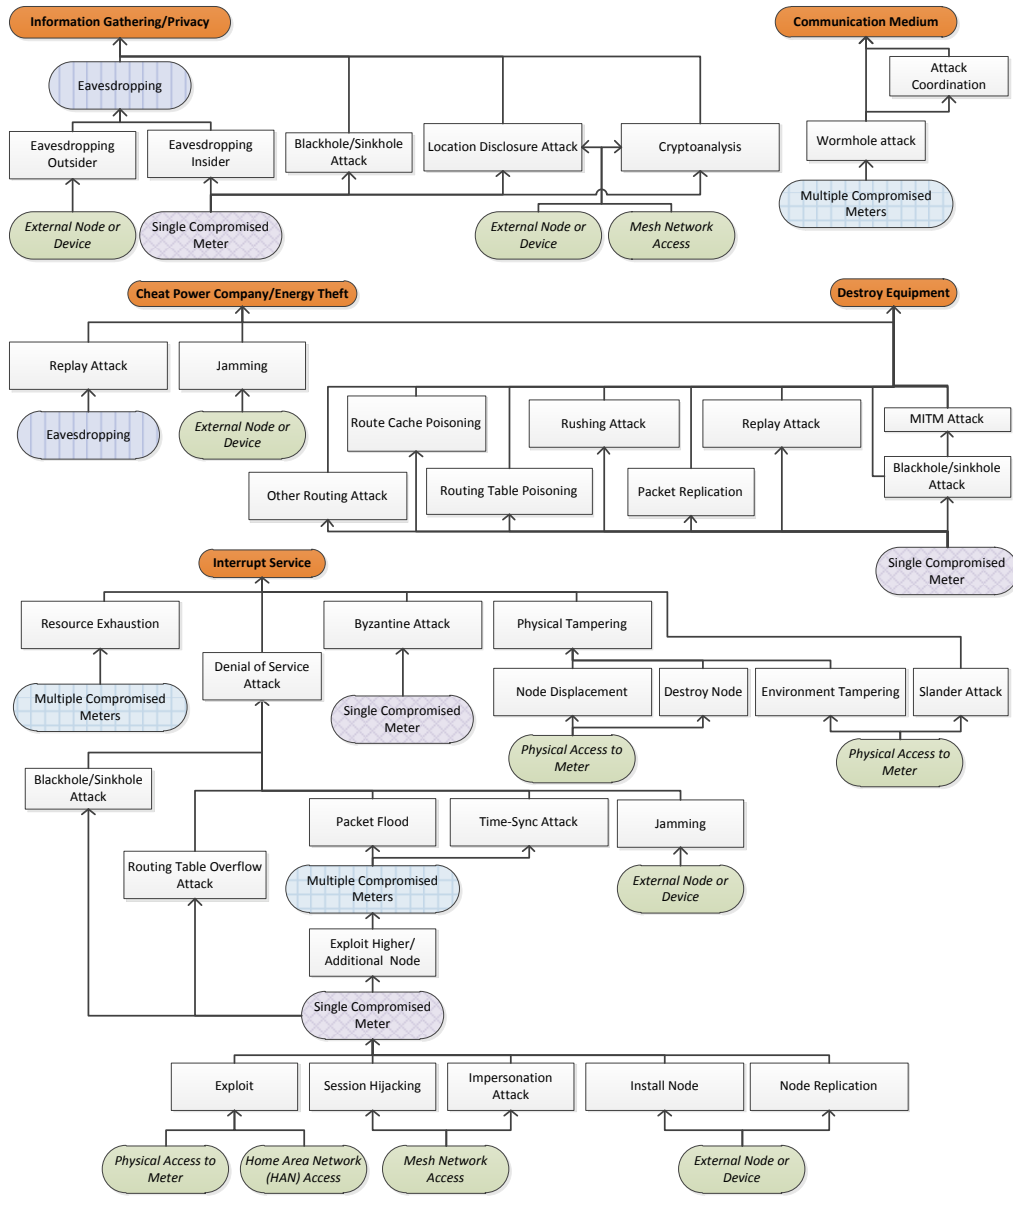 Information Gathering/Privacy
Communication Medium
Eavesdropping
Attack
Coordination
Eavesdropping
Outsider
Eavesdropping
Insider
Blackhole/Sinkhole
Attack
Location Disclosure Attack
Cryptoanalysis
Wormhole attack
External Node or
Device
Single Compromised
Meter
External Node or
Device
Mesh Network
Access
Multiple Compromised
Meters
Cheat Power Company/Energy Theft
Destroy Equipment
Replay Attack
Jamming
Eavesdropping
External Node or
Device
Route Cache Poisoning
Rushing Attack
Replay Attack
MITM Attack
Other Routing Attack
Routing Table Poisoning
Packet Replication
Blackhole/sinkhole
Attack
Single Compromised
Meter
Interrupt Service
Resource Exhaustion
Denial of Service
Attack
Byzantine Attack
Physical Tampering
Multiple Compromised
Meters
Single Compromised
Meter
Node Displacement
Destroy Node
Environment Tampering
Slander Attack
Physical Access to
Meter
Physical Access to
Meter
Blackhole/Sinkhole
Attack
Packet Flood
Time-Sync Attack
Jamming
Routing Table Overflow
Attack
Multiple Compromised
Meters
External Node or
Device
Exploit Higher/
Additional Node
Single Compromised
Meter
Exploit
Session Hijacking
Impersonation
Attack
Install Node
Node Replication
Physical Access to
Meter
Home Area Network
(HAN) Access
Mesh Network
Access
External Node or
Device